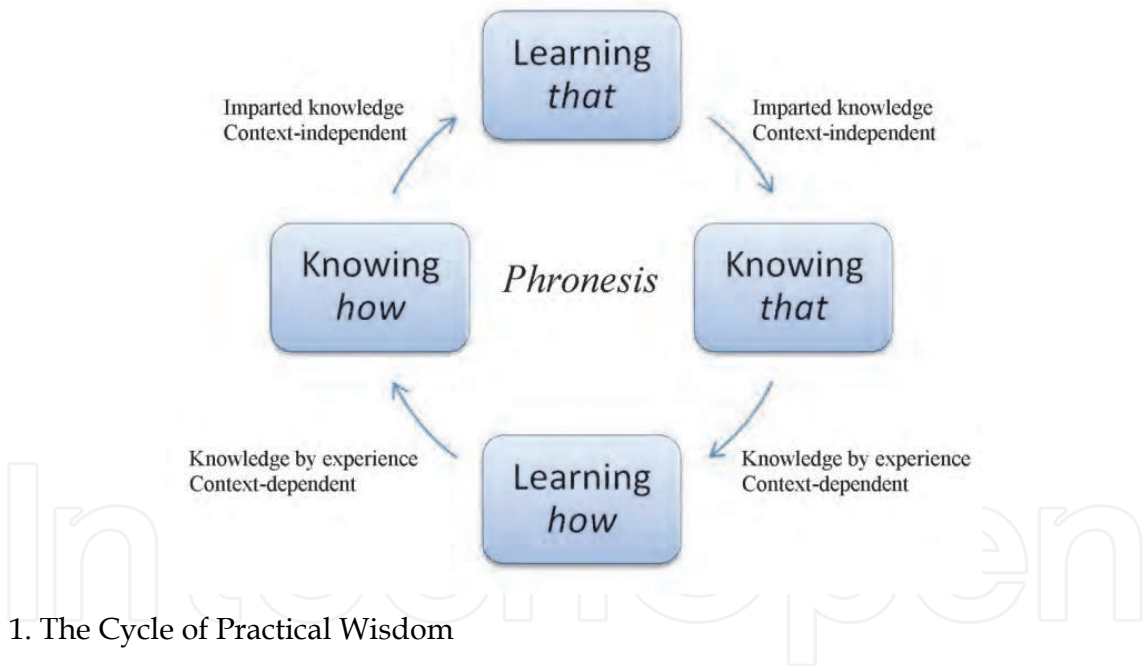 Learning
that
Imparted knowledge
Context-independent
Imparted knowledge
Context-independent
Knowing
how
Phronesis
Knowing
that
Knowledge by experience
Context-dependent
Learning
how
Knowledge by experience
Context-dependent
IntechOpen
1. The Cycle of Practical Wisdom